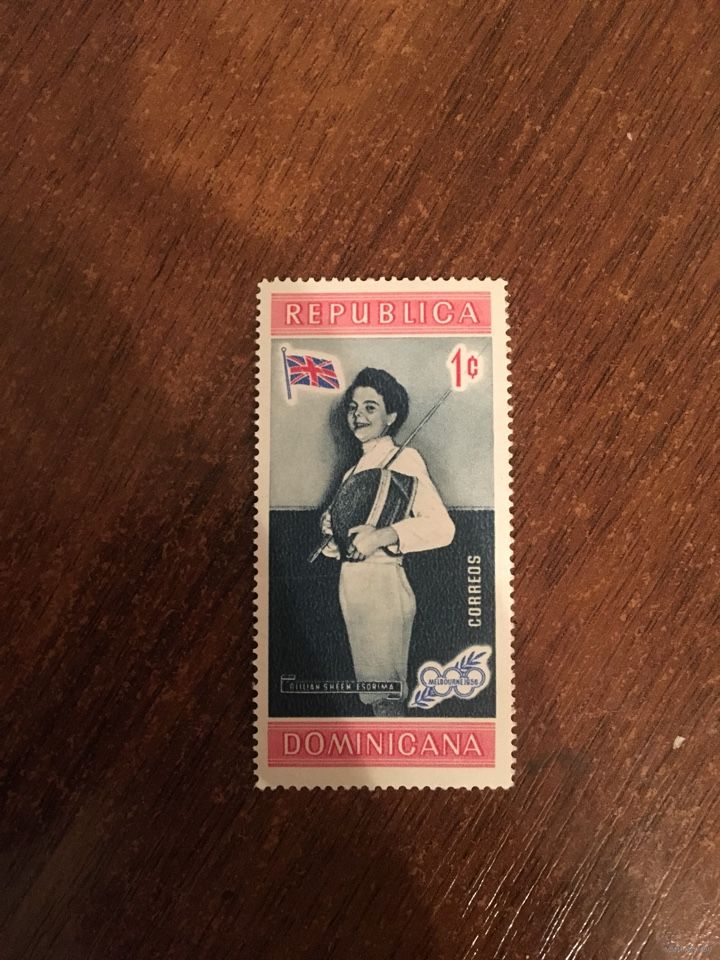 REPUBLICA
1¢
CORREOS
GILLIAN SHEEN ESGRIMA
MELBOURNE 1956
DOMINICANA